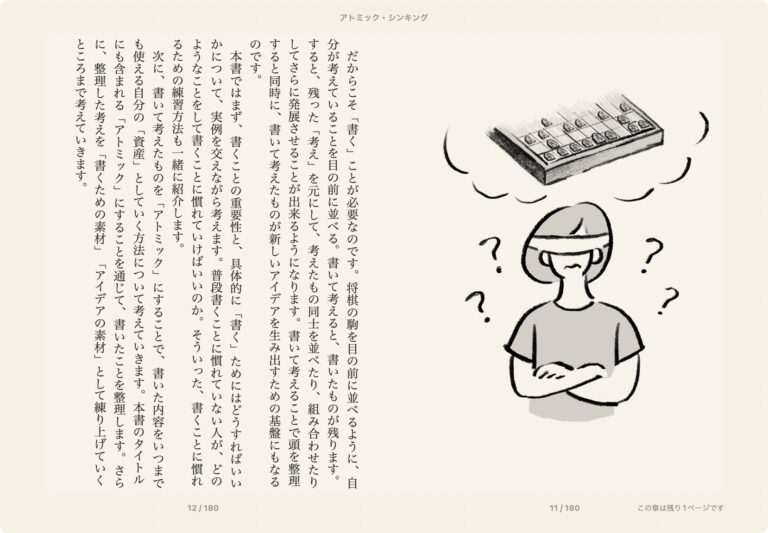 アトミック・シンキング
だからこそ「書く」ことが必要なのです。将棋の駒を目の前に並べるように、自
分が考えていることを目の前に並べる。書いて考えると、書いたものが残ります。
すると、残った「考え」を元にして、考えたもの同士を並べたり、組み合わせたり
してさらに発展させることが出来るようになります。書いて考えることで頭を整理
すると同時に、書いて考えたものが新しいアイデアを生み出すための基盤にもなる
のです。
本書ではまず、書くことの重要性と、具体的に「書く」ためにはどうすればいい
かについて、実例を交えながら考えます。普段書くことに慣れていない人が、どの
ようなことをして書くことに慣れていけばいいのか。そういった、書くことに慣れ
るための練習方法も一緒に紹介します。
次に、書いて考えたものを「アトミック」にすることで、書いた内容をいつまで
も使える自分の「資産」としていく方法について考えていきます。本書のタイトル
にも含まれる「アトミック」にすることを通じて、書いたことを整理します。さら
に、整理した考えを「書くための素材」「アイデアの素材」として練り上げていく
ところまで考えていきます。
12 / 180
11 / 180
この章は残り1ページです